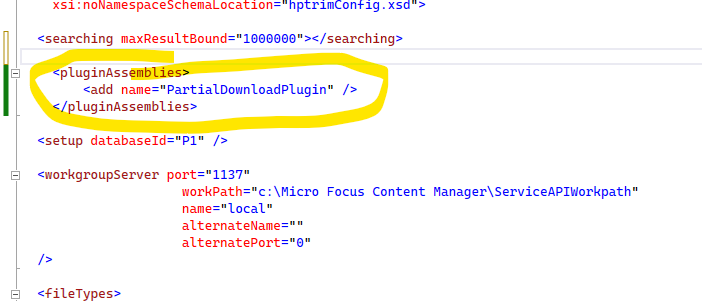 xsi:noNamespaceSchemaLocation="hptrimConfig.xsd">
<searching maxResultBound="1000000"></searching>
<pluginAssemblies>
<add name="PartialDownloadPlugin" />
</pluginAssemblies>
<setup databaseId="P1" />
<workgroupServer port="1137"
workPath="c:\Micro Focus Content Manager\ServiceAPIWorkpath"
name="local"
alternateName=""
alternatePort="0"
/>
<fileTypes>